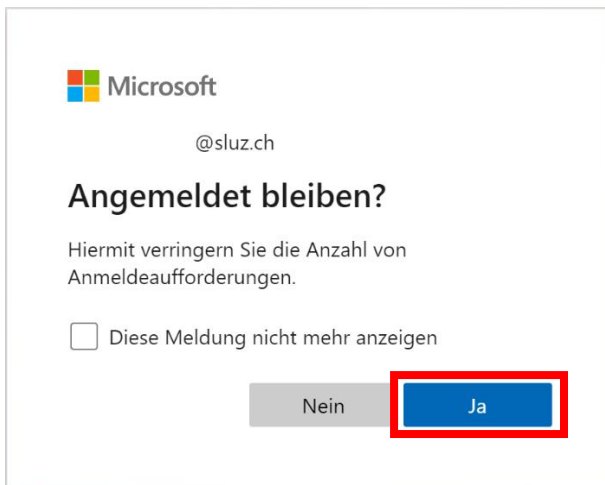 Microsoft
@sluz.ch
Angemeldet bleiben?
Hiermit verringern Sie die Anzahl von
Anmeldeaufforderungen.
Diese Meldung nicht mehr anzeigen
Nein Ja